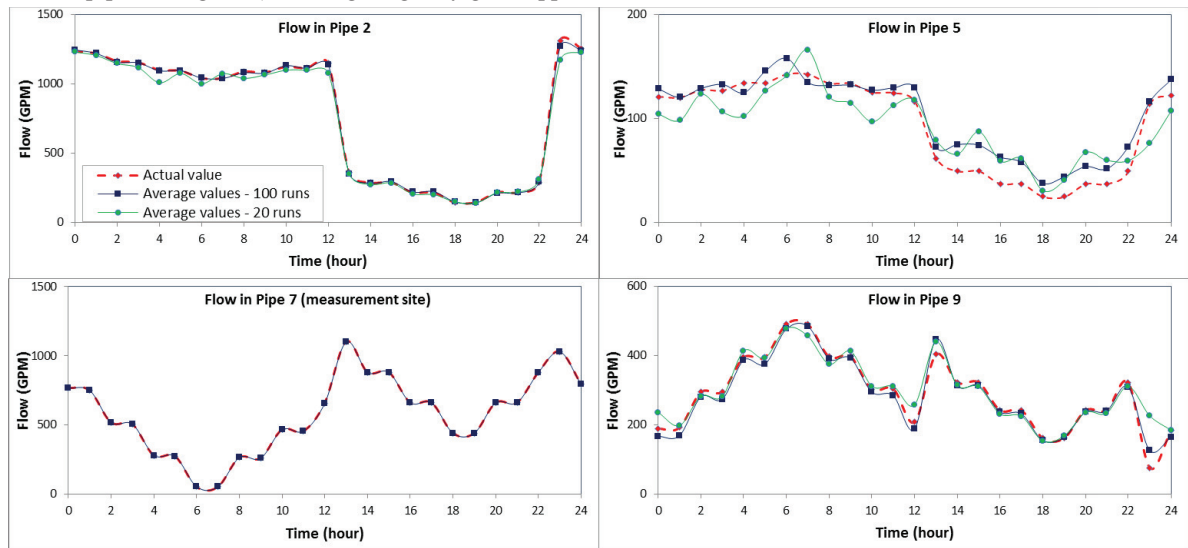 Flow in Pipe 2
1500
1000
500
0
Flow (GPM)
Actual value
Average values - 100 runs
Average values - 20 runs
0 2 4 6 8 10 12 14 16 18 20 22 24
Time (hour)
Flow in Pipe 5
200
100
0
Flow (GPM)
0 2 4 6 8 10 12 14 16 18 20 22 24
Time (hour)
Flow in Pipe 7 (measurement site)
1500
1000
500
0
Flow (GPM)
0 2 4 6 8 10 12 14 16 18 20 22 24
Time (hour)
Flow in Pipe 9
600
400
200
0
Flow (GPM)
0 2 4 6 8 10 12 14 16 18 20 22 24
Time (hour)